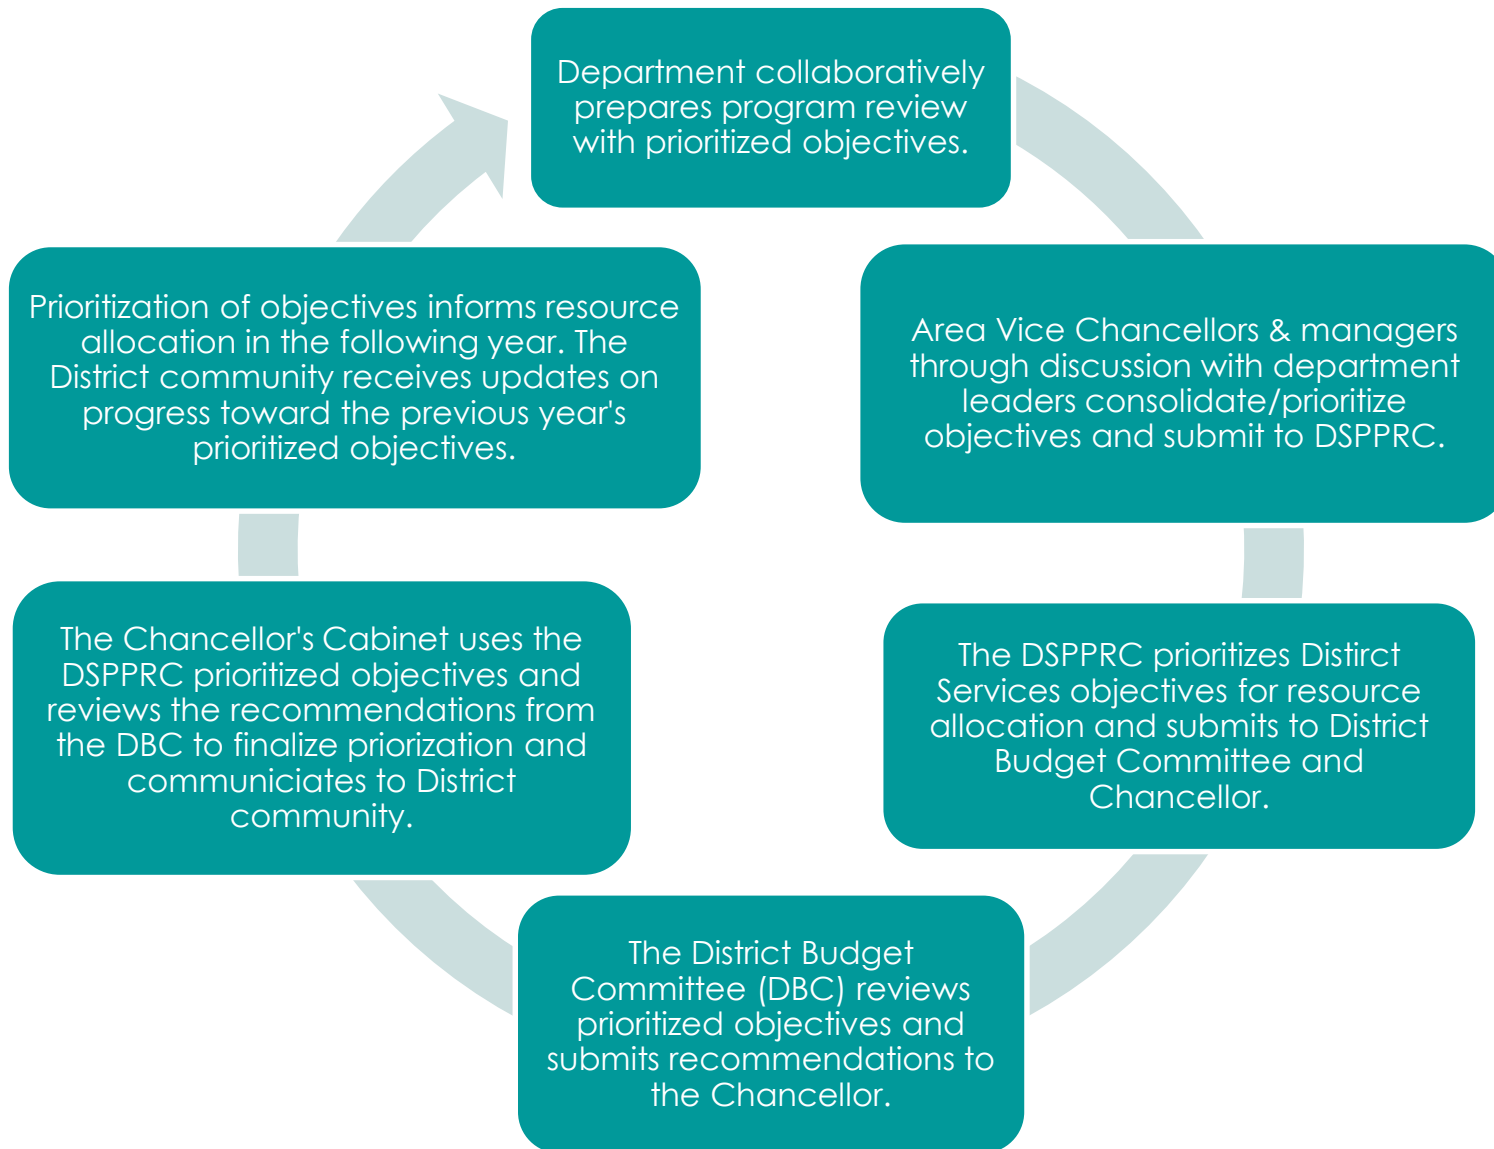 Department collaboratively
prepares program review
with prioritized objectives.
Area Vice Chancellors & managers
through discussion with department
leaders consolidate/prioritize
objectives and submit to DSPPRC.
The DSPPRC prioritizes Distirct
Services objectives for resource
allocation and submits to District
Budget Committee and
Chancellor.
The District Budget
Committee (DBC) reviews
prioritized objectives and
submits recommendations to
the Chancellor.
The Chancellor's Cabinet uses the
DSPPRC prioritized objectives and
reviews the recommendations from
the DBC to finalize priorization and
communiciates to District
community.
Prioritization of objectives informs resource
allocation in the following year. The
District community receives updates on
progress toward the previous year's
prioritized objectives.